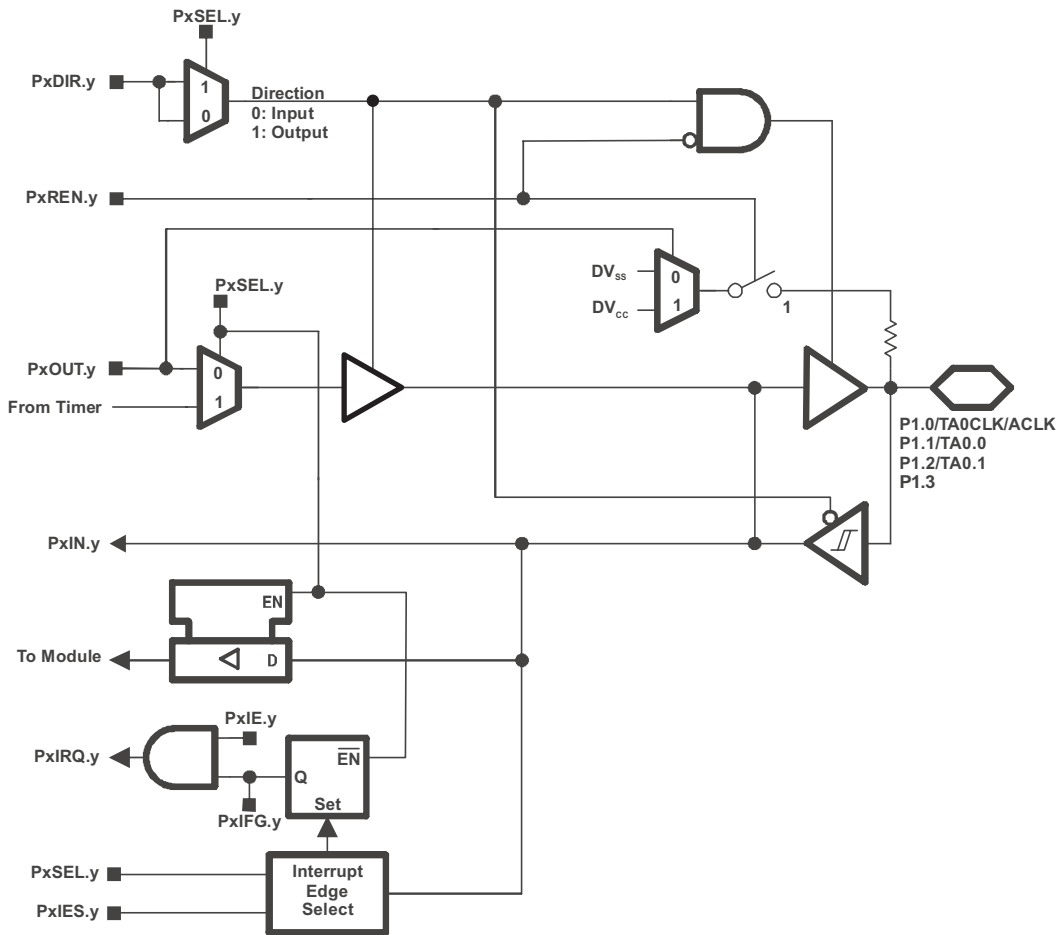 PxSEL.y
PxDIR.y
1
0
Direction
0: Input
1: Output
PxREN.y
DVSS
DVCC
0
1
1
PxSEL.y
PxOUT.y
From Timer
0
1
P1.0/TA0CLK/ACLK
P1.1/TA0.0
P1.2/TA0.1
P1.3
PxIN.y
EN
To Module
D
PxIE.y
PxIRQ.y
EN
Q
Set
PxIFG.y
PxSEL.y
PxIES.y
Interrupt
Edge
Select